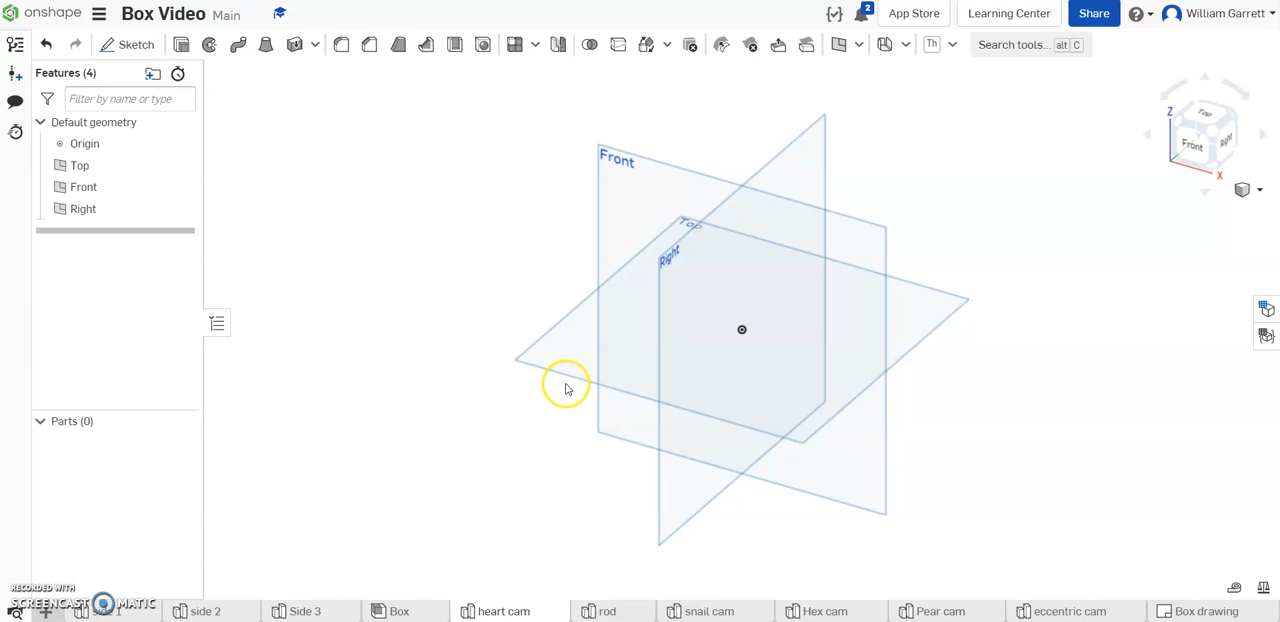 onshape Box Video Main 2 App Store Learning Center Share William Garrett
Sketch Th Search tools... alt C
Features (4)
Filter by name or type
Default geometry
Origin
Top
Front
Right
Parts (0)
Front
Top
Right
Z
Top
Front
Right
X
RECORDED WITH
SCREENCAST MATIC
side 1 side 2 Side 3 Box heart cam rod snail cam Hex cam Pear cam eccentric cam Box drawing